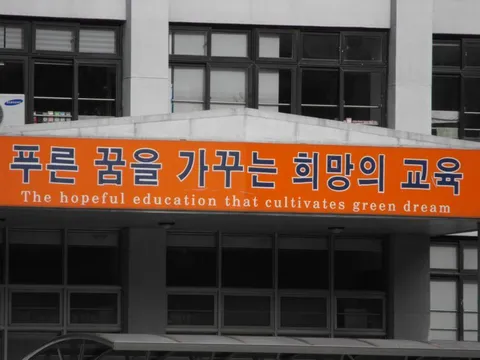 SAMSUNG
푸른 꿈을 가꾸는 희망의 교육
The hopeful education that cultivates green dream